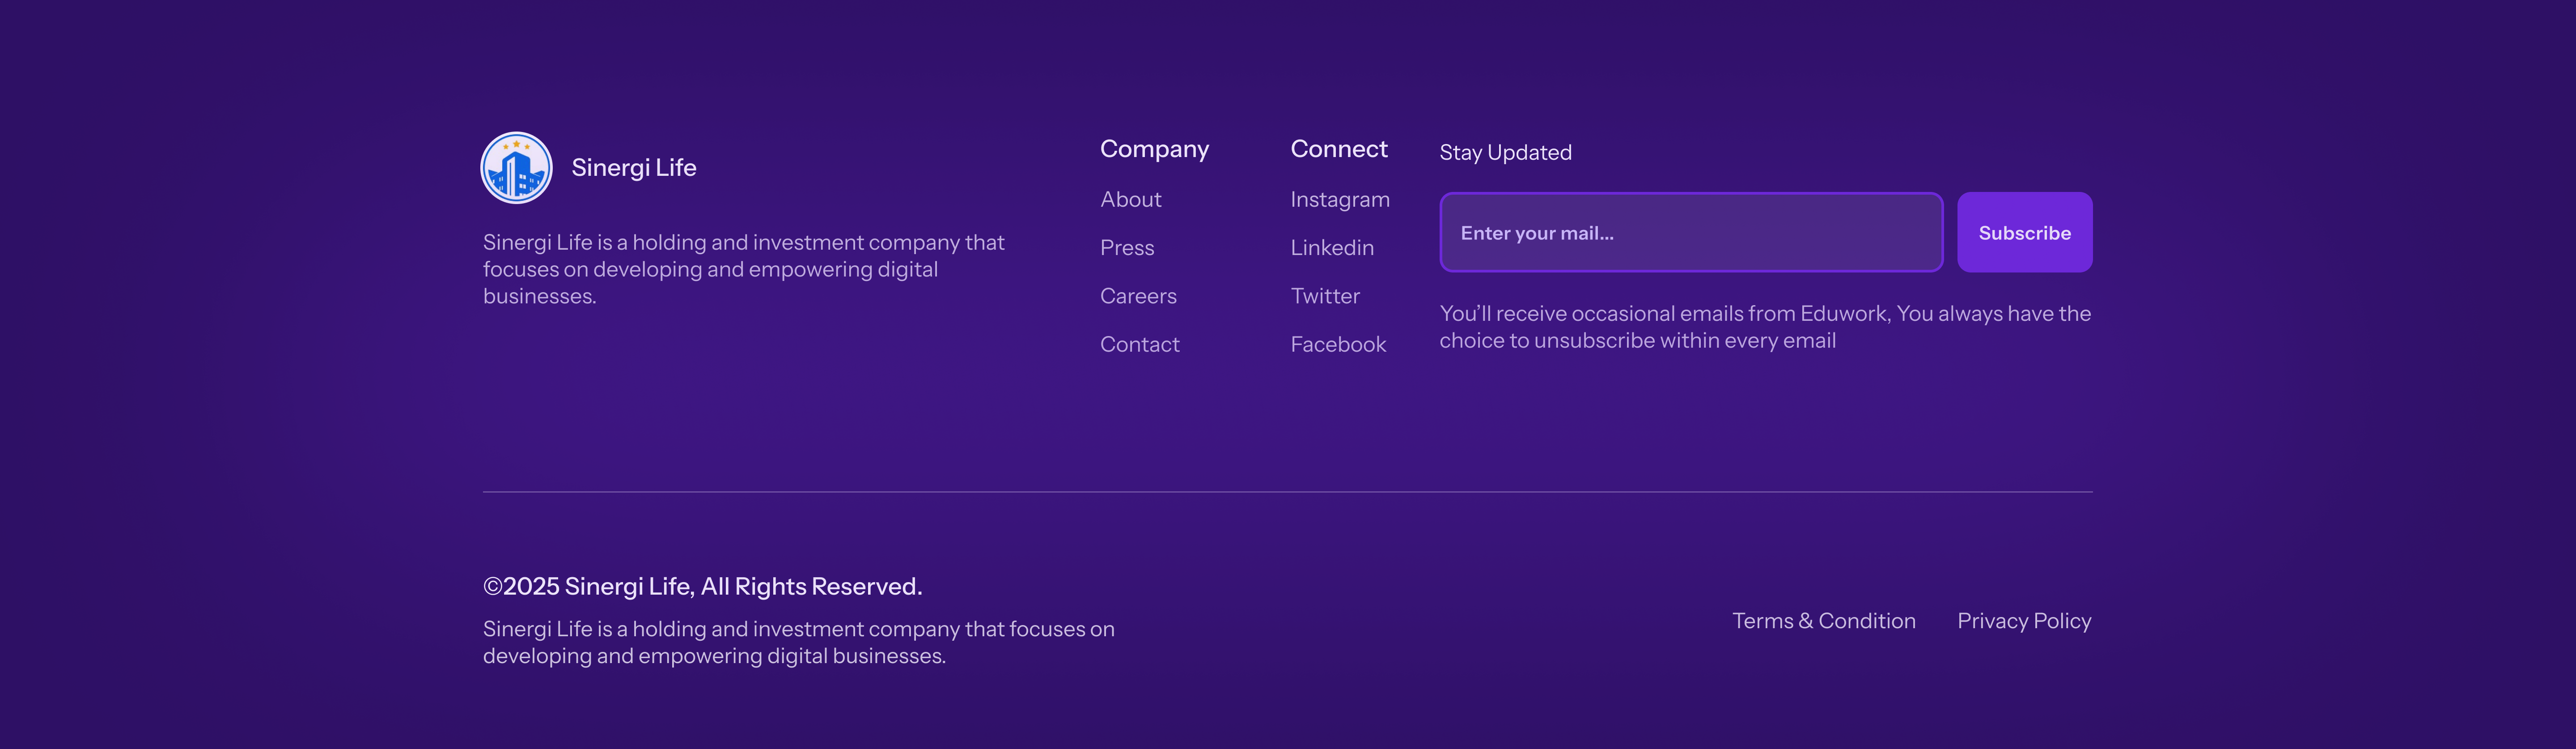 Sinergi Life
Sinergi Life is a holding and investment company that
focuses on developing and empowering digital
businesses.
Company
About
Press
Careers
Contact
Connect
Instagram
Linkedin
Twitter
Facebook
Stay Updated
Enter your mail...
Subscribe
You’ll receive occasional emails from Eduwork, You always have the
choice to unsubscribe within every email
©2025 Sinergi Life, All Rights Reserved.
Sinergi Life is a holding and investment company that focuses on
developing and empowering digital businesses.
Terms & Condition
Privacy Policy